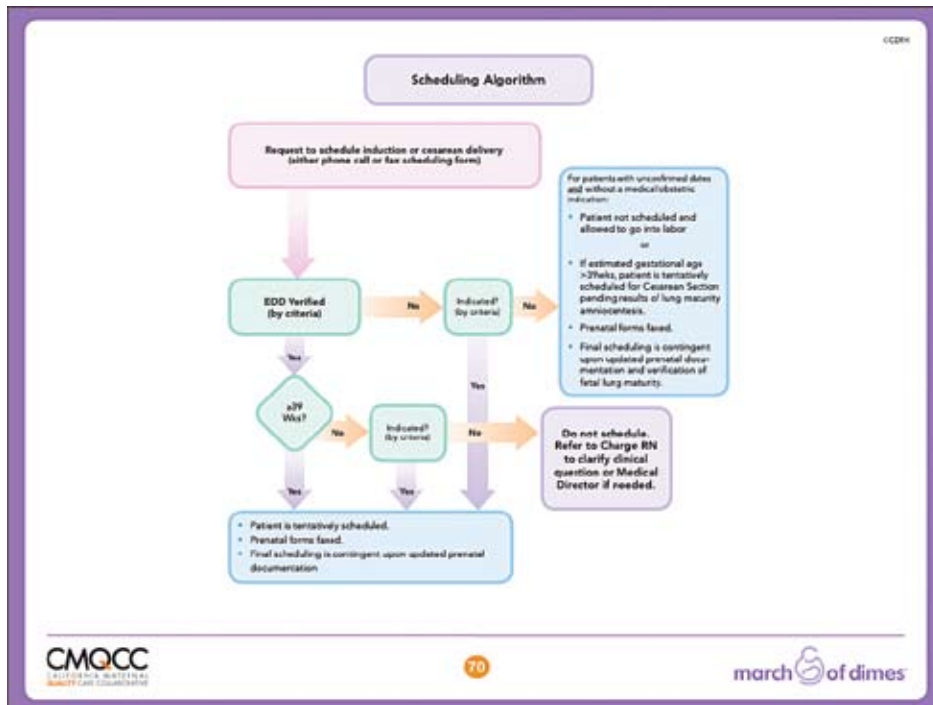 Scheduling Algorithm
Request to schedule induction or cesarean delivery
(either phone call or fax scheduling form)
For patients with unconfirmed dates
and without a medical/obstetric
indication:
• Patient not scheduled and
allowed to go into labor
or
• If estimated gestational age
>39wks, patient is tentatively
scheduled for Cesarean Section
pending results of lung maturity
amniocentesis.
• Prenatal forms faxed.
• Final scheduling is contingent
upon updated prenatal docu-
mentation and verification of
fetal lung maturity.
EDD Verified
(by criteria)
No
Indicated?
(by criteria)
No
Yes
Yes
≥39
Wks?
No
Indicated?
(by criteria)
No
Do not schedule.
Refer to Charge RN
to clarify clinical
question or Medical
Director if needed.
Yes
Yes
• Patient is tentatively scheduled.
• Prenatal forms faxed.
• Final scheduling is contingent upon updated prenatal
documentation
CMQCC
CALIFORNIA MATERNAL
QUALITY CARE COLLABORATIVE
70
march of dimes